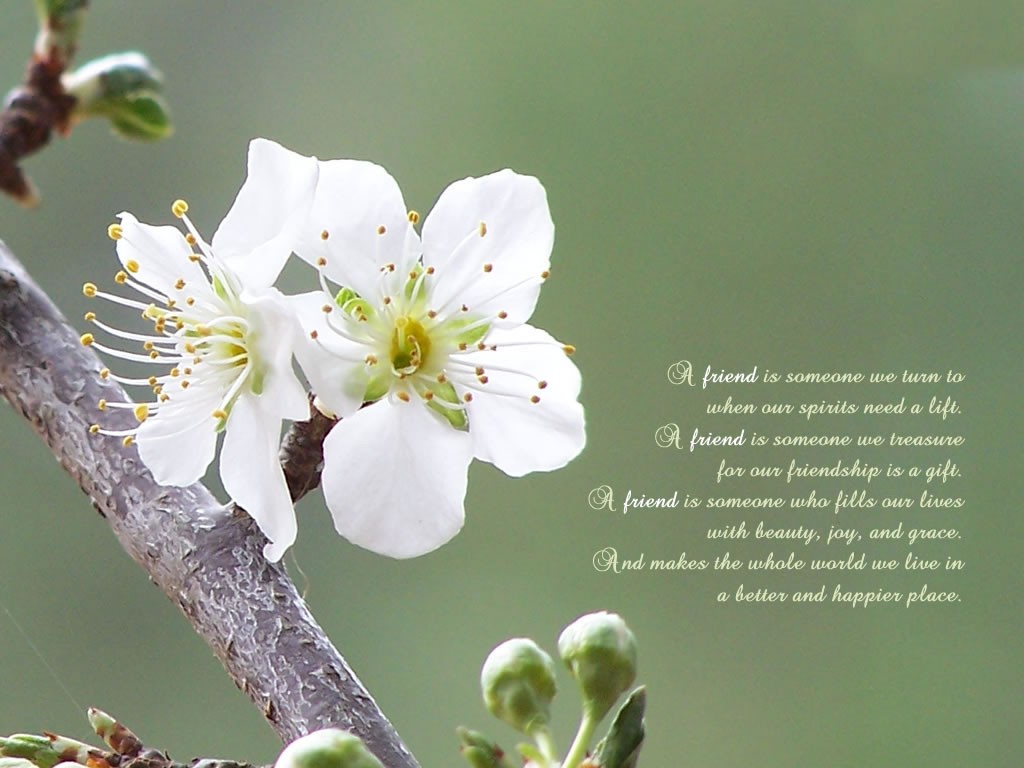 A friend is someone we turn to
when our spirits need a lift.
A friend is someone we treasure
for our friendship is a gift.
A friend is someone who fills our lives
with beauty, joy, and grace.
And makes the whole world we live in
a better and happier place.